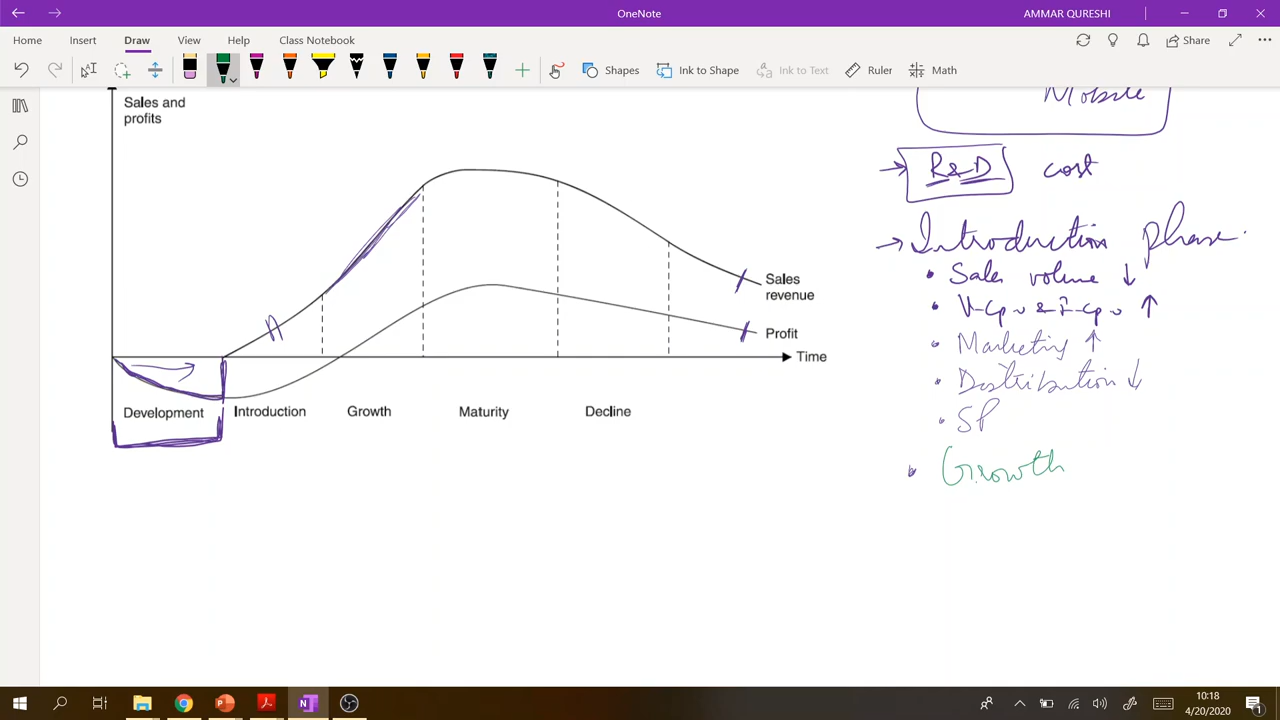 OneNote
AMMAR QURESHI
Home Insert Draw View Help Class Notebook
Share
Shapes Ink to Shape Ink to Text Ruler Math
Sales and
profits
Mobile
→ R&D cost
→ Introduction phase.
• Sales volume ↓
• V-cpu & F-cpu ↑
• Marketing ↑
• Distribution ↓
• SP
• Growth
Sales
revenue
Profit
Time
Development Introduction Growth Maturity Decline
10:18
4/20/2020